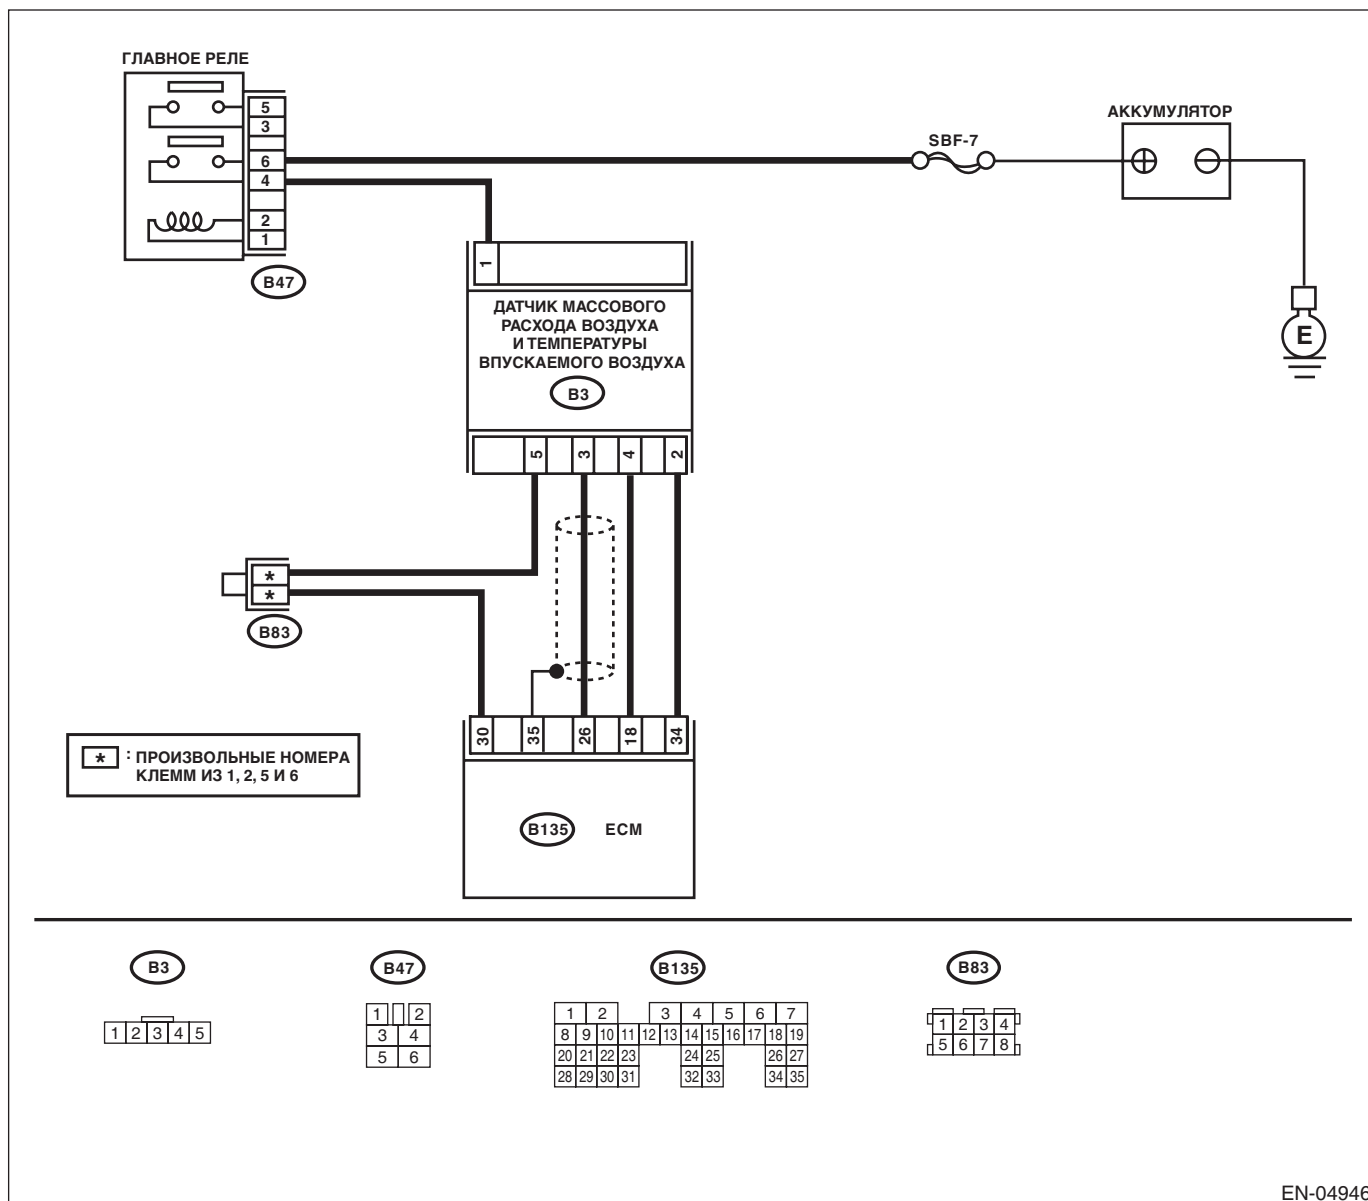 ГЛАВНОЕ РЕЛЕ
5
3
6
4
2
1
B47
SBF-7
АККУМУЛЯТОР
E
1
ДАТЧИК МАССОВОГО
РАСХОДА ВОЗДУХА
И ТЕМПЕРАТУРЫ
ВПУСКАЕМОГО ВОЗДУХА
B3
5 3 4 2
*
*
B83
30 35 26 18 34
* : ПРОИЗВОЛЬНЫЕ НОМЕРА
КЛЕММ ИЗ 1, 2, 5 И 6
B135 ECM
B3
1 2 3 4 5
B47
1 2
3 4
5 6
B135
1 2 3 4 5 6 7
8 9 10 11 12 13 14 15 16 17 18 19
20 21 22 23 24 25 26 27
28 29 30 31 32 33 34 35
B83
1 2 3 4
5 6 7 8
EN-04946